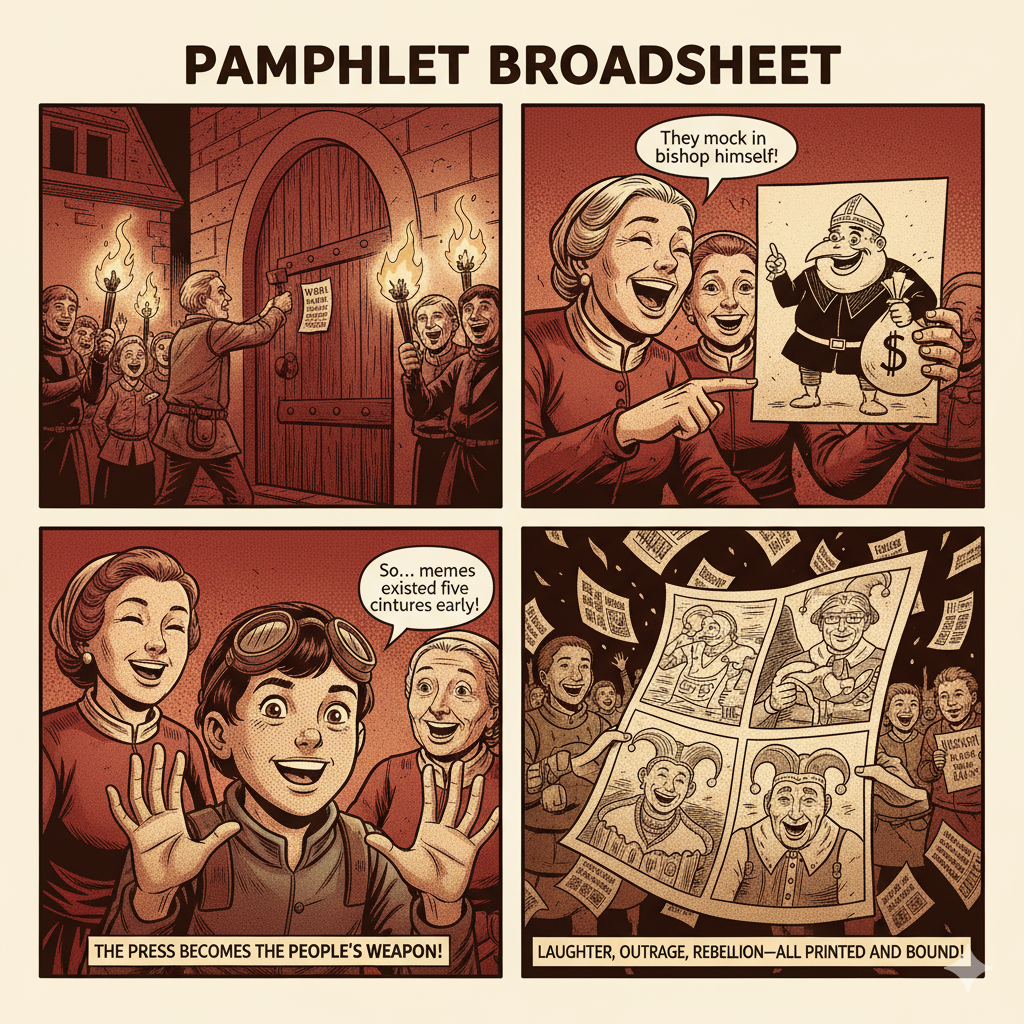 PAMPHLET BROADSHEET
They mock in
bishop himself!
$
So... memes
existed five
cintures early!
THE PRESS BECOMES THE PEOPLE'S WEAPON!
LAUGHTER, OUTRAGE, REBELLION—ALL PRINTED AND BOUND!